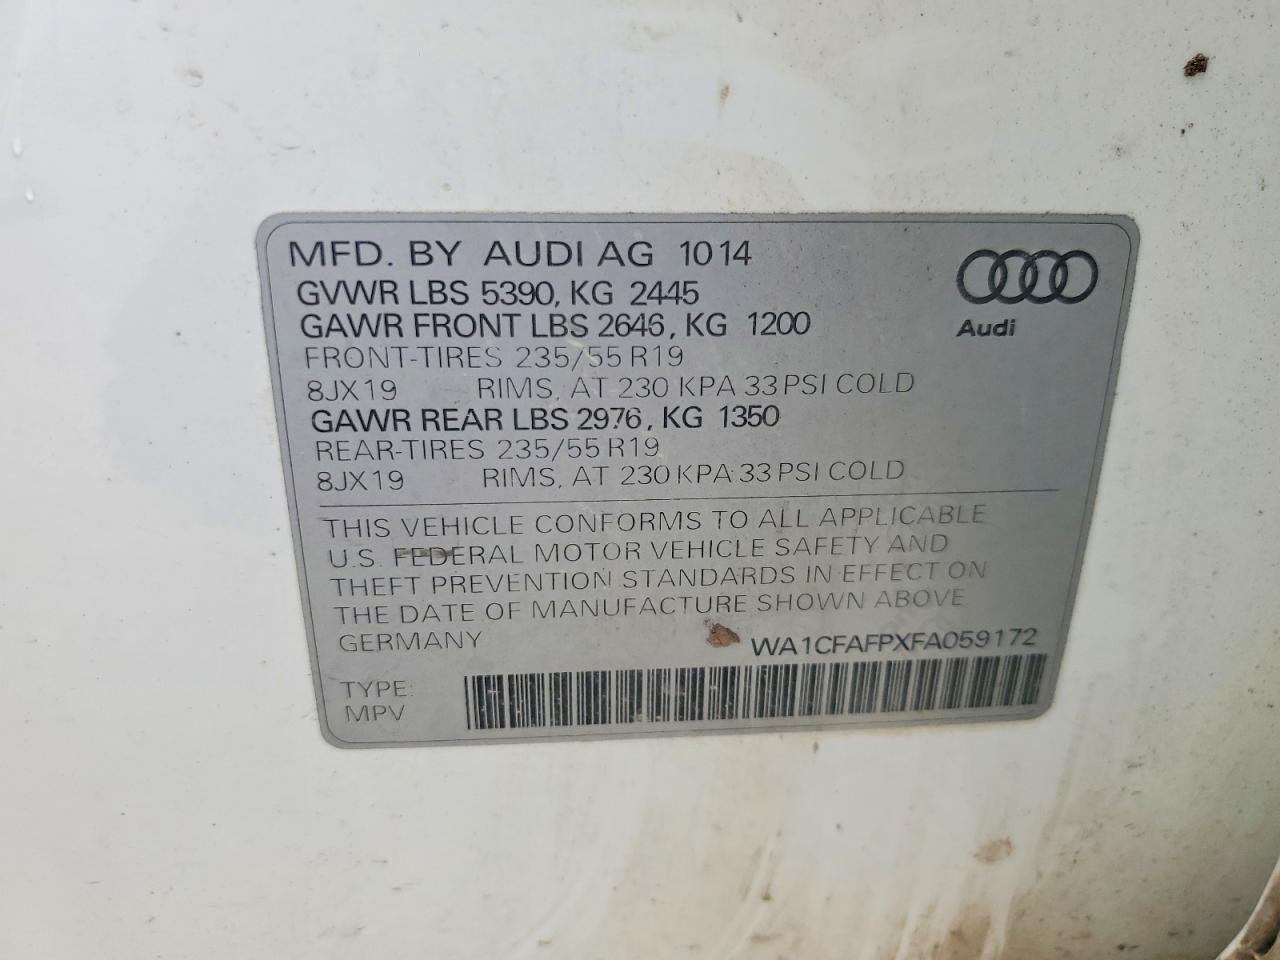 MFD. BY AUDI AG 1014
GVWR LBS 5390, KG 2445
GAWR FRONT LBS 2646, KG 1200
FRONT-TIRES 235/55 R19
8JX19 RIMS, AT 230 KPA 33 PSI COLD
GAWR REAR LBS 2976, KG 1350
REAR-TIRES 235/55 R19
8JX19 RIMS, AT 230 KPA 33 PSI COLD
Audi
THIS VEHICLE CONFORMS TO ALL APPLICABLE
U.S. FEDERAL MOTOR VEHICLE SAFETY AND
THEFT PREVENTION STANDARDS IN EFFECT ON
THE DATE OF MANUFACTURE SHOWN ABOVE
GERMANY WA1CFAFPXFA059172
TYPE:
MPV